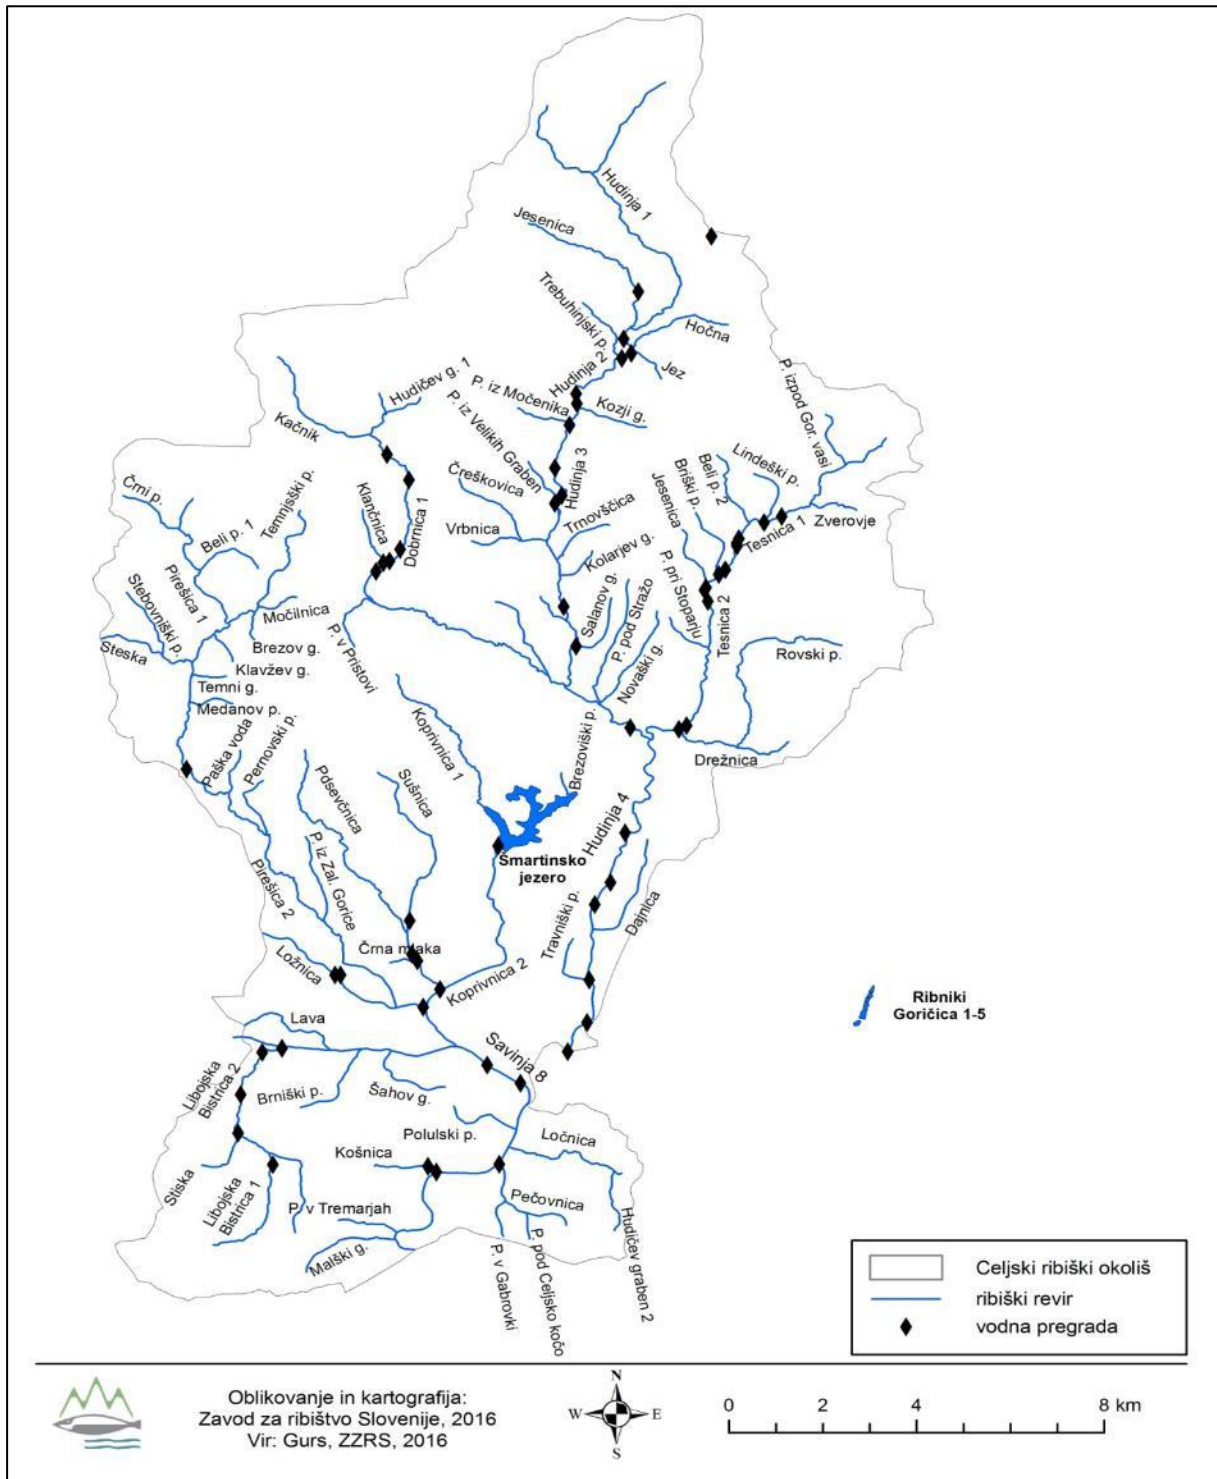 Hudinja 1
Jesenica
Trebuhinjski p.
Hočna
Hudinja 2
Jez
P. izpod Gor. vasi
Hudičev g. 1
P. iz Močenika
Kozji g.
Kačnik
P. iz Velikih Graben
Hudinja 3
Lindeški p.
Beli p. 2
Briški p.
Jesenica
Črni p.
Temnjški p.
Klančnica
Čreškovica
Trnovščica
Zverovje
Beli p. 1
Dobrnica 1
Vrbnica
Tesnica 1
Kolarjev g.
P. pri Stoparju
Pirešica 1
Stebovniški p.
Močilnica
Salanov g.
P. pod Stražo
Tesnica 2
Steska
Brezov g.
P. v Pristovi
Novaški g.
Rovski p.
Klavžev g.
Temni g.
Medanov p.
Paška voda
Pernovski p.
Koprivnica 1
Brezoviški p.
Drežnica
Pdsevčnica
Sušnica
Hudinja 4
P. iz Zal. Gorice
Šmartinsko
jezero
Pirešica 2
Travniški p.
Dajnica
Črna mlaka
Ložnica
Koprivnica 2
Ribniki
Goričica 1-5
Lava
Savinja 8
Libojska
Bistrica 2
Brniški p.
Šahov g.
Polulski p.
Ločnica
Košnica
Stiska
Libojska
Bistrica 1
P. v Tremarjah
Pečovnica
Malški g.
P. v Gabrovki
P. pod Celjsko kočo
Hudičev graben 2
Celjski ribiški okoliš
ribiški revir
vodna pregrada
Oblikovanje in kartografija:
Zavod za ribištvo Slovenije, 2016
Vir: Gurs, ZZRS, 2016
N
W E
S
0 2 4 8 km